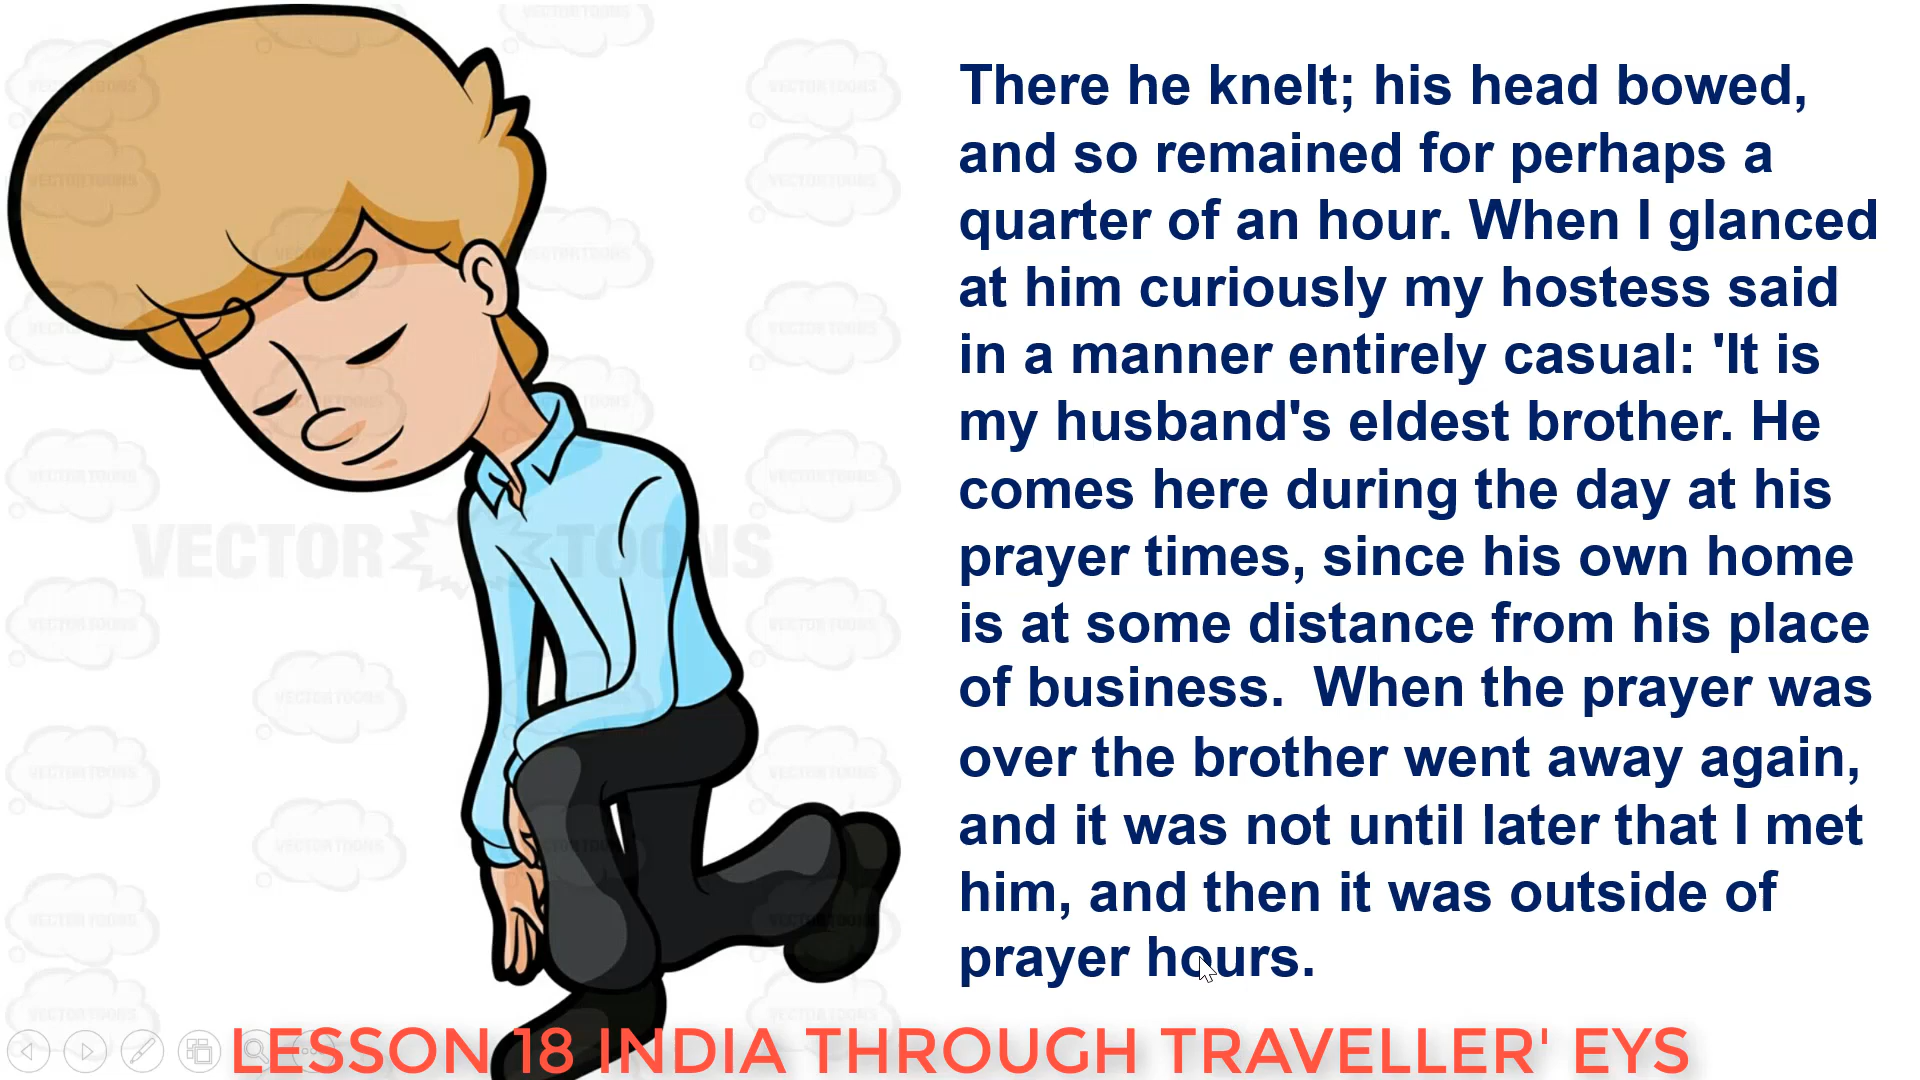 There he knelt; his head bowed,
and so remained for perhaps a
quarter of an hour. When I glanced
at him curiously my hostess said
in a manner entirely casual: 'It is
my husband's eldest brother. He
comes here during the day at his
prayer times, since his own home
is at some distance from his place
of business.  When the prayer was
over the brother went away again,
and it was not until later that I met
him, and then it was outside of
prayer hours.
VECTOR TOONS
LESSON 18 INDIA THROUGH TRAVELLER' EYS